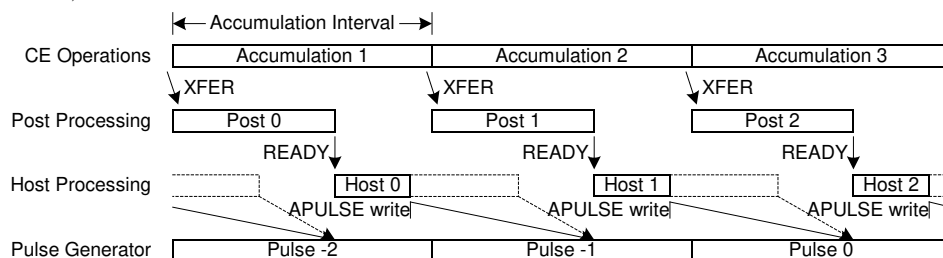 Accumulation Interval
CE Operations Accumulation 1 Accumulation 2 Accumulation 3
XFER XFER XFER
Post Processing Post 0 Post 1 Post 2
READY READY READY
Host Processing Host 0 Host 1 Host 2
APULSE write APULSE write APULSE write
Pulse Generator Pulse -2 Pulse -1 Pulse 0